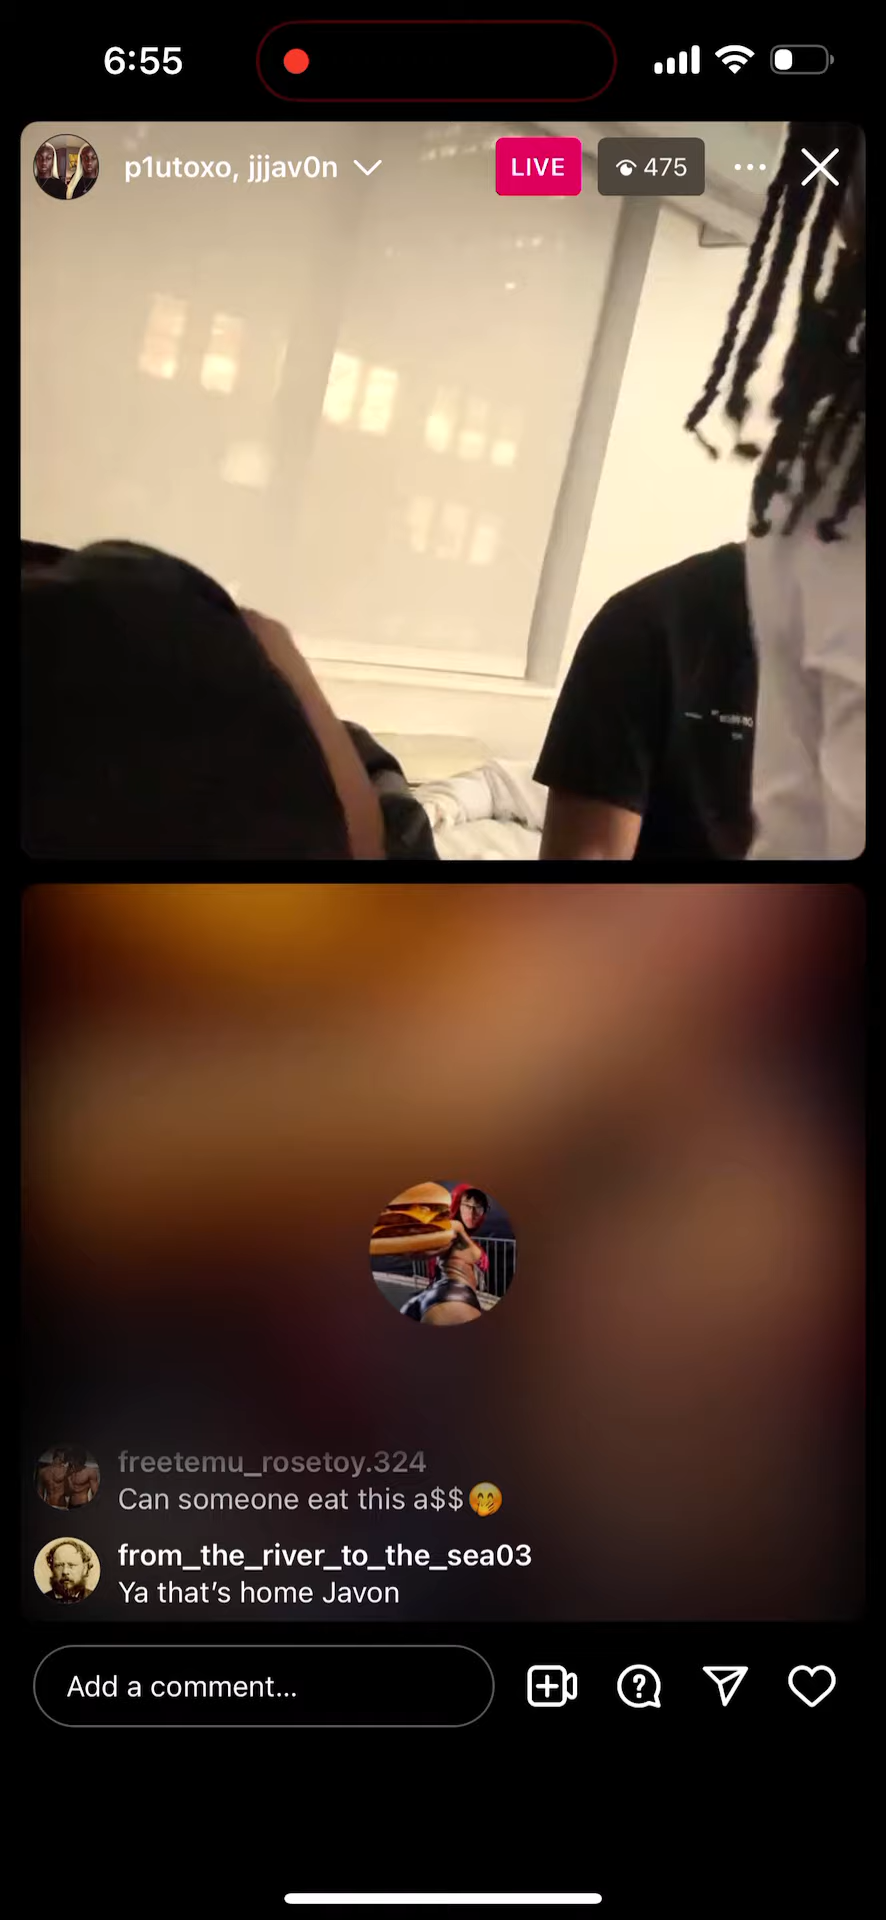 6:55
p1utoxo, jjjav0n
LIVE
475
freetemu_rosetoy.324
Can someone eat this a$$🤭
from_the_river_to_the_sea03
Ya that's home Javon
Add a comment...